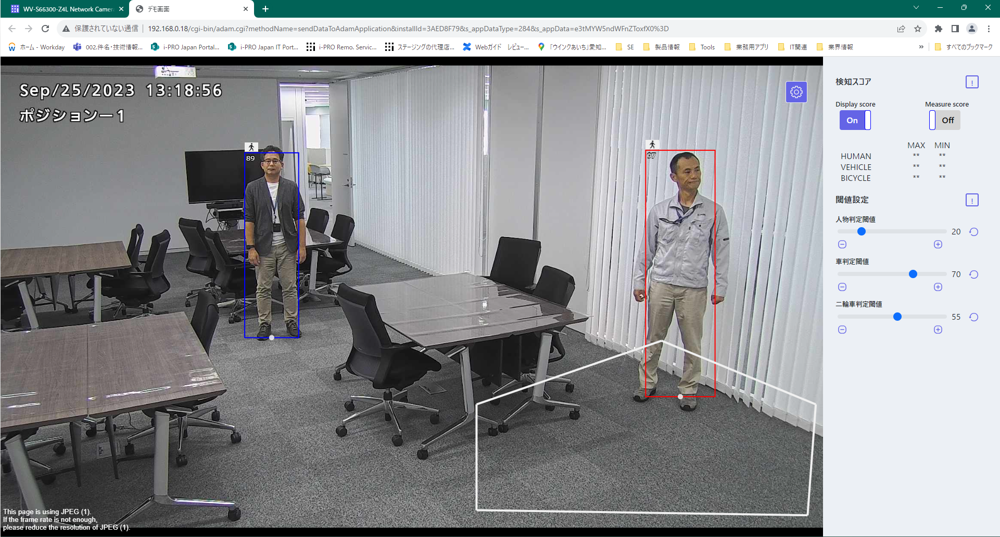 WV-S66300-Z4L Network Camera
デモ画面
保護されていない通信
192.168.0.18/cgi-bin/adam.cgi?methodName=sendDataToAdamApplication&installId=3AED8F79&s_appDataType=284&s_appData=e3tMYW5ndWFnZToxfX0%3D
ホーム - Workday
002.件名・技術情報...
i-PRO Japan Portal...
i-PRO Japan IT Port...
i-PRO Remo. Servic...
ステージングの代理店...
Webガイド レビュー...
「ウインクあいち」愛知...
SE
製品情報
Tools
業務用アプリ
IT関連
業界情報
»
すべてのブックマーク
Sep/25/2023 13:18:56
ポジションー1
89
97
This page is using JPEG (1).
If the frame rate is not enough,
please reduce the resolution of JPEG (1).
検知スコア
Display score
Measure score
On
Off
MAX MIN
HUMAN ** **
VEHICLE ** **
BICYCLE ** **
閾値設定
人物判定閾値
20
車判定閾値
70
二輪車判定閾値
55